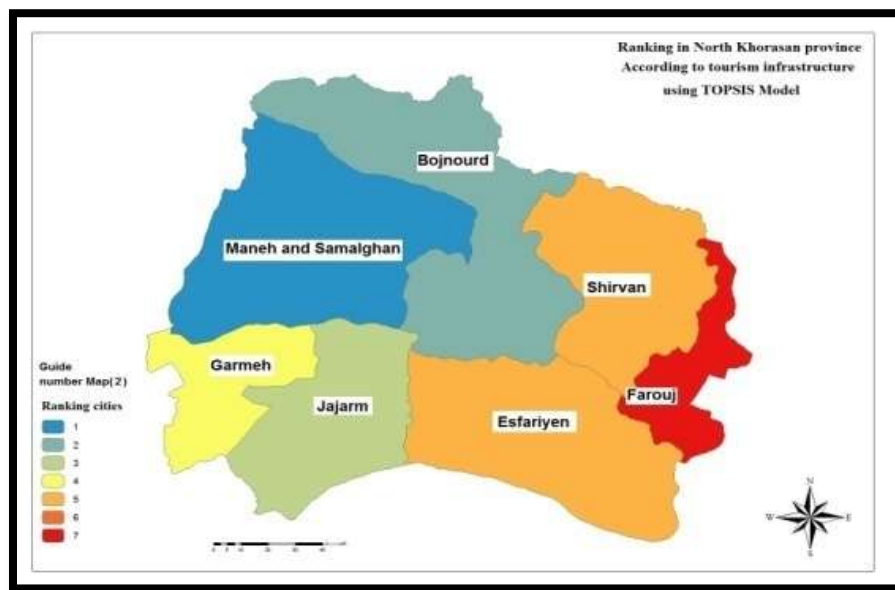 Ranking in North Khorasan province
According to tourism infrastructure
using TOPSIS Model
Bojnourd
Maneh and Samalghan
Shirvan
Garmeh
Farouj
Jajarm
Esfariyen
Guide
number Map(2)
Ranking cities
1
2
3
4
5
6
7
N
W E
S